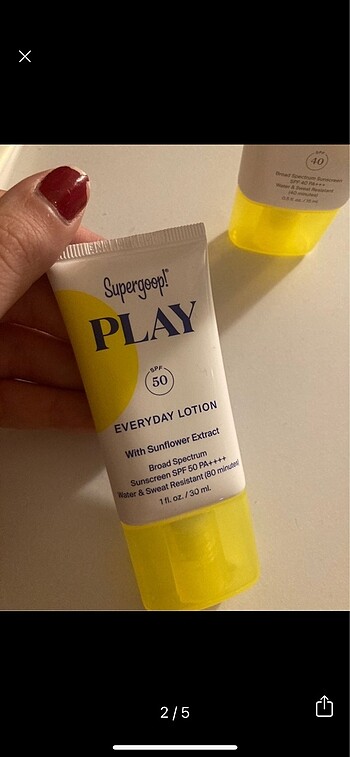 SPF
40
Broad Spectrum Sunscreen
SPF 40 PA+++
Water & Sweat Resistant
(40 minutes)
Supergoop!®
PLAY
SPF
50
EVERYDAY LOTION
With Sunflower Extract
Broad Spectrum
Sunscreen SPF 50 PA++++
Water & Sweat Resistant (80 minutes)
1 fl. oz. / 30 ml.
2 / 5